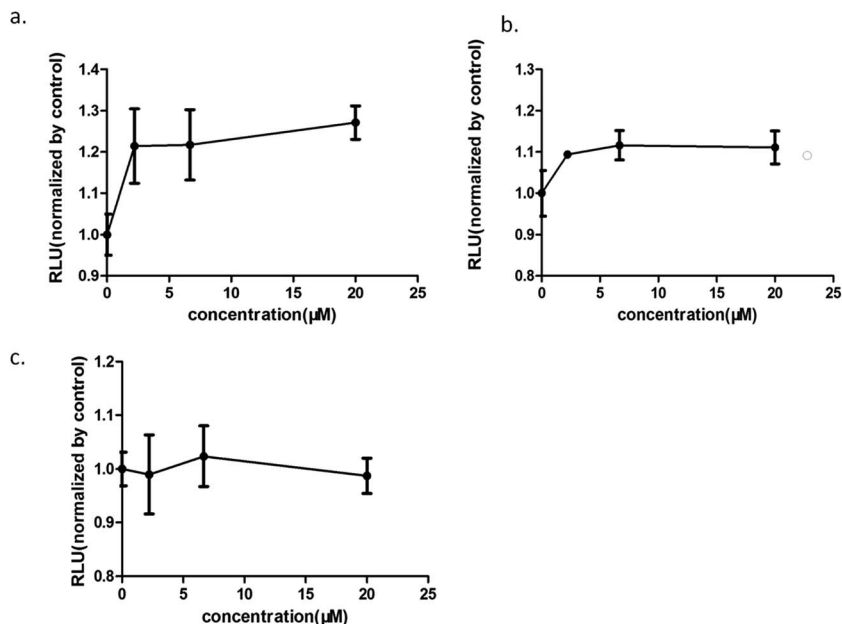 a.
RLU(normalized by control)
1.4
1.3
1.2
1.1
1.0
0.9
0 5 10 15 20 25
concentration(µM)
b.
RLU(normalized by control)
1.3
1.2
1.1
1.0
0.9
0.8
0 5 10 15 20 25
concentration(µM)
c.
RLU(normalized by control)
1.2
1.1
1.0
0.9
0.8
0 5 10 15 20 25
concentration(µM)